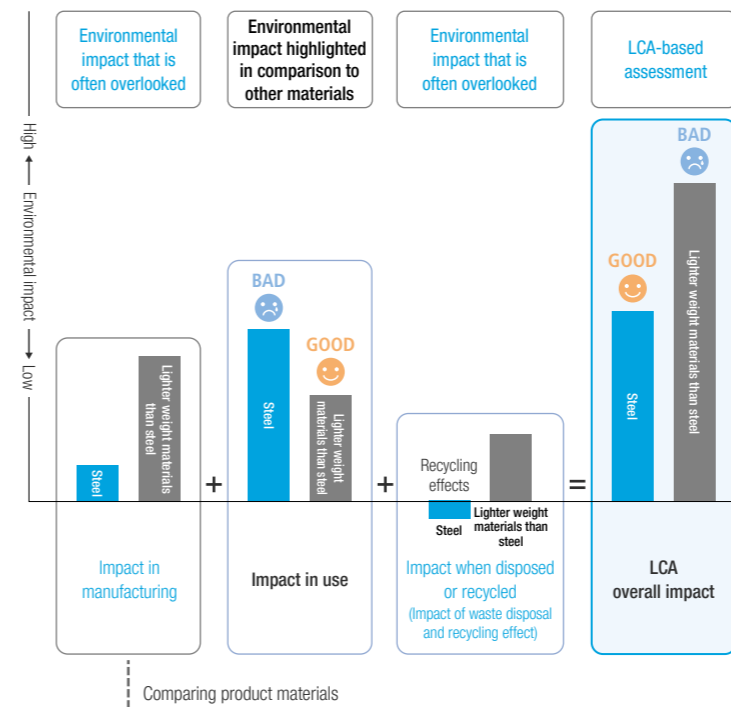 Environmental
impact that is
often overlooked
Environmental
impact highlighted
in comparison to
other materials
Environmental
impact that is
often overlooked
LCA-based
assessment
High
Environmental impact
Low
Steel
Lighter weight materials
than steel
+
BAD
Steel
GOOD
Lighter weight
materials than steel
+
Recycling
effects
Steel
Lighter weight
materials than
steel
=
GOOD
Steel
BAD
Lighter weight materials than steel
Impact in
manufacturing
Impact in use
Impact when disposed
or recycled
(Impact of waste disposal
and recycling effect)
LCA
overall impact
Comparing product materials